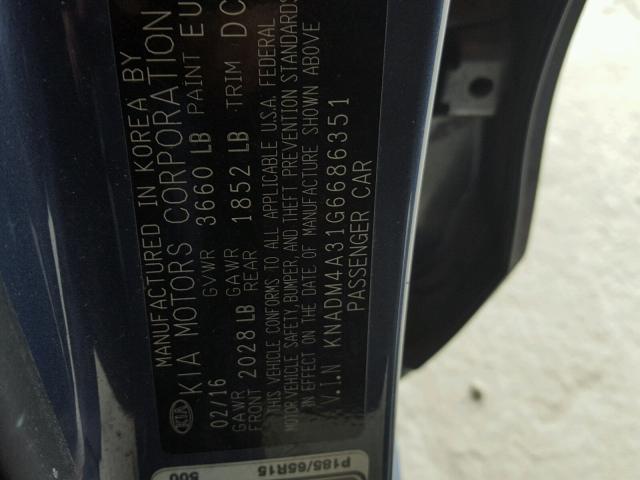 MANUFACTURED IN KOREA BY
KIA KIA MOTORS CORPORATION
02/16 GVWR 3660 LB PAINT EU
GAWR FRONT 2028 LB GAWR REAR 1852 LB TRIM DC
THIS VEHICLE CONFORMS TO ALL APPLICABLE U.S.A. FEDERAL
MOTOR VEHICLE SAFETY, BUMPER, AND THEFT PREVENTION STANDARDS
IN EFFECT ON THE DATE OF MANUFACTURE SHOWN ABOVE
V.I.N KNADM4A31G6686351
PASSENGER CAR
P185/65R15
500